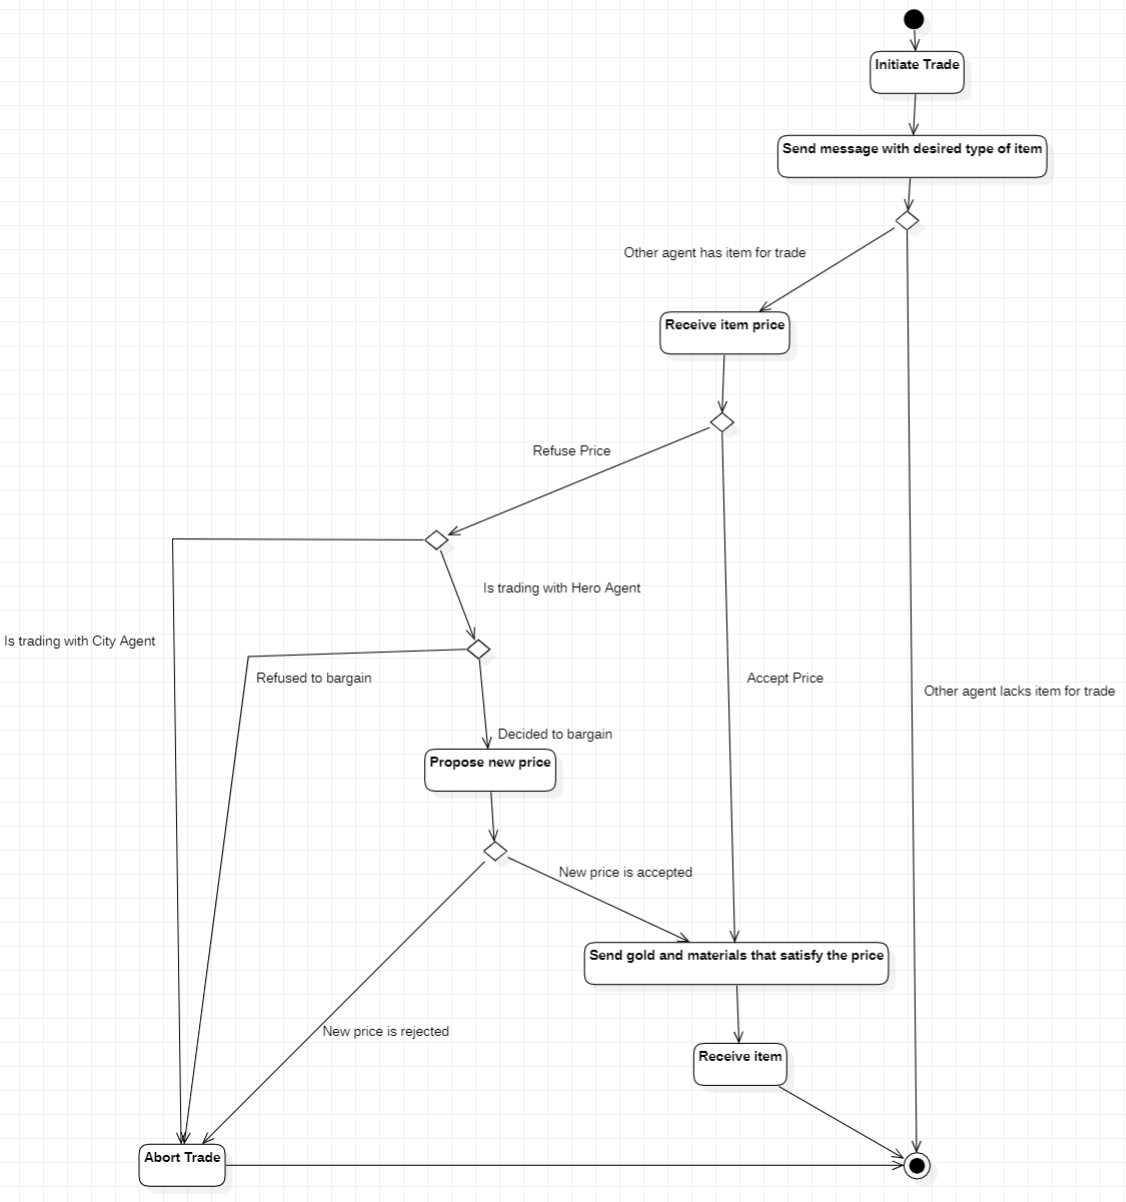 Initiate Trade
Send message with desired type of item
Other agent has item for trade
Receive item price
Refuse Price
Is trading with Hero Agent
Is trading with City Agent
Refused to bargain
Accept Price
Other agent lacks item for trade
Decided to bargain
Propose new price
New price is accepted
Send gold and materials that satisfy the price
New price is rejected
Receive item
Abort Trade